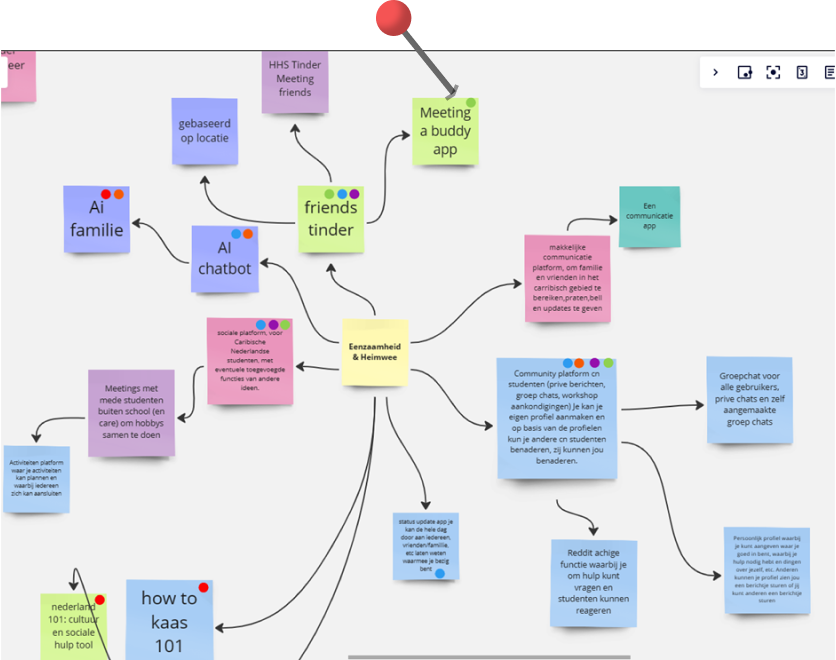 eer
HHS Tinder
Meeting
friends
gebaseerd
op locatie
Meeting
a buddy
app
Ai
familie
friends
tinder
AI
chatbot
Een
communicatie
app
makkelijke
communicatie
platform, om familie
en vrienden in het
carribisch gebied te
bereiken,praten,bell
en updates te geven
Eenzaamheid
& Heimwee
sociale platform, voor
Caribische
Nederlandse
studenten, met
eventuele toegevoegde
functies van andere
ideeen.
Meetings met
mede studenten
buiten school (en
care) om hobbys
samen te doen
Activiteiten platform
waar je activiteiten
kan plannen en
waarbij iedereen
zich kan aansluiten
Community platform cn
studenten (prive berichten,
groep chats, workshop
aankondigingen) Je kan je
eigen profiel aanmaken en
op basis van de profielen
kun je andere cn studenten
benaderen, zij kunnen jou
benaderen.
Groepchat voor
alle gebruikers,
prive chats en zelf
aangemaakte
groep chats
status update app je
kan de hele dag
door aan iedereen,
vrienden/familie,
etc laten weten
waarmee je bezig
bent
Reddit achige
functie waarbij je
om hulp kunt
vragen en
studenten kunnen
reageren
Persoonlijk profiel waarbij
je kunt aangeven waar je
goed in bent, waarbij je
hulp nodig hebt en dingen
over jezelf, etc. Anderen
kunnen je profiel zien jou
een berichtje sturen of jij
kunt anderen een berichtje
sturen
nederland
101: cultuur
en sociale
hulp tool
how to
kaas
101